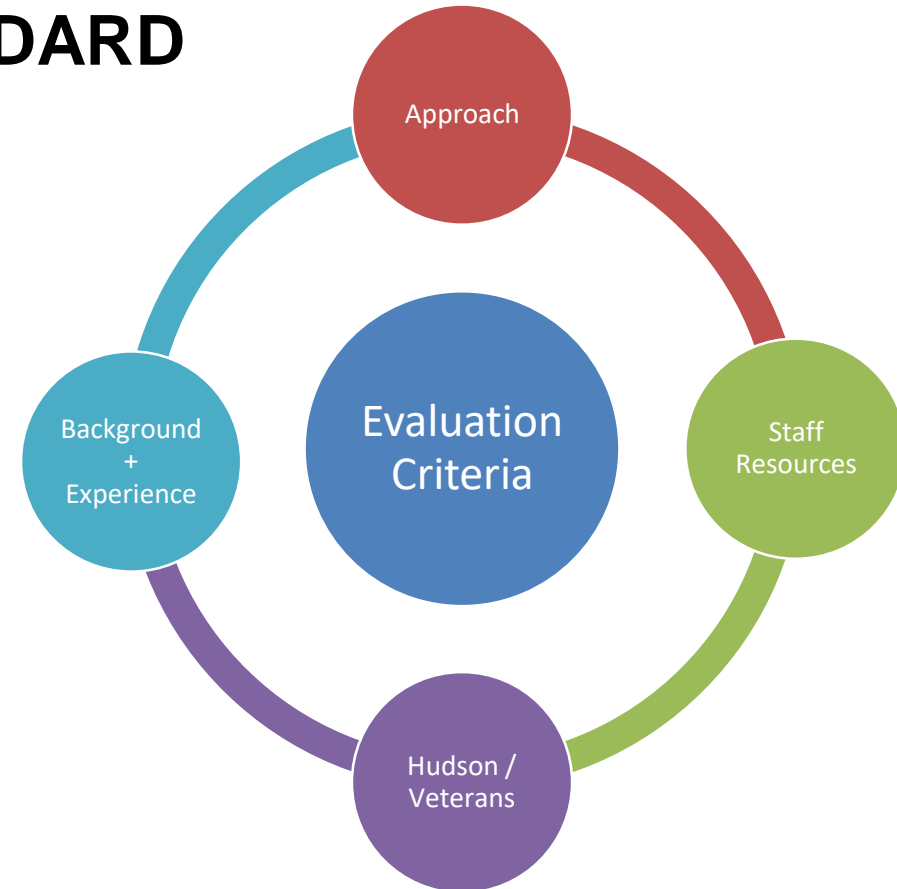 DARD
Approach
Evaluation
Criteria
Staff
Resources
Background
+
Experience
Hudson /
Veterans